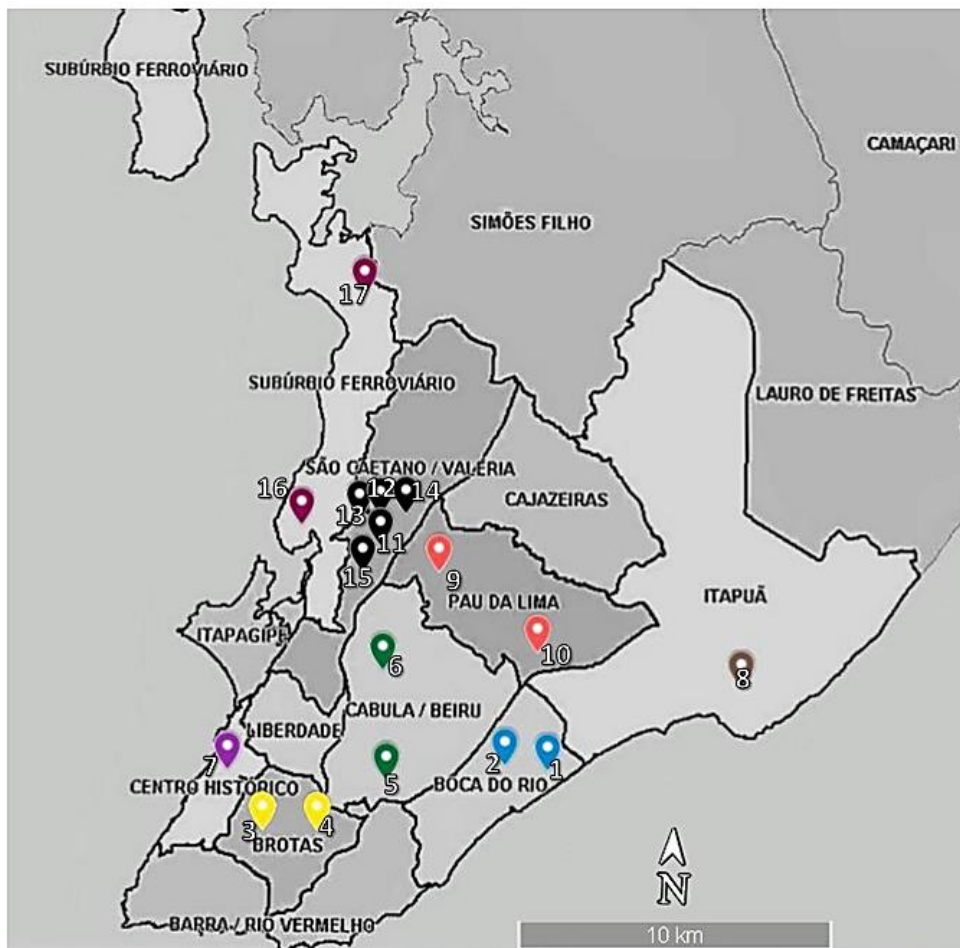 SUBÚRBIO FERROVIÁRIO
CAMAÇARI
SIMÕES FILHO
17
SUBÚRBIO FERROVIÁRIO
LAURO DE FREITAS
SÃO CAETANO / VALÉRIA
16
12
14
CAJAZEIRAS
13
11
15
9
ITAPUÃ
PAU DA LIMA
ITAPAGIPE
10
6
8
CABULA / BEIRU
LIBERDADE
7
2
1
5
CENTRO HISTÓRICO
BOCA DO RIO
3
4
BROTAS
N
BARRA / RIO VERMELHO
10 km